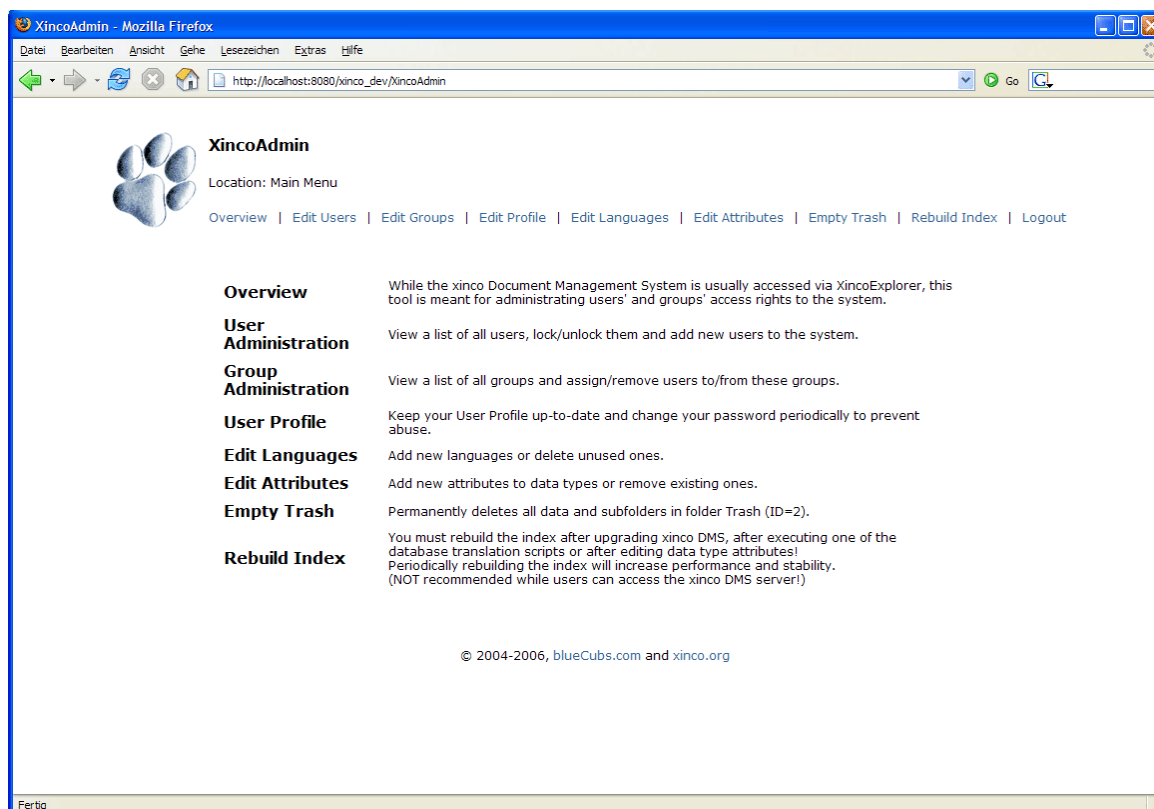 XincoAdmin - Mozilla Firefox
Datei Bearbeiten Ansicht Gehe Lesezeichen Extras Hilfe
http://localhost:8080/xinco_dev/XincoAdmin Go G
XincoAdmin
Location: Main Menu
Overview | Edit Users | Edit Groups | Edit Profile | Edit Languages | Edit Attributes | Empty Trash | Rebuild Index | Logout
Overview
While the xinco Document Management System is usually accessed via XincoExplorer, this
tool is meant for administrating users' and groups' access rights to the system.
User
Administration
View a list of all users, lock/unlock them and add new users to the system.
Group
Administration
View a list of all groups and assign/remove users to/from these groups.
User Profile
Keep your User Profile up-to-date and change your password periodically to prevent
abuse.
Edit Languages
Add new languages or delete unused ones.
Edit Attributes
Add new attributes to data types or remove existing ones.
Empty Trash
Permanently deletes all data and subfolders in folder Trash (ID=2).
Rebuild Index
You must rebuild the index after upgrading xinco DMS, after executing one of the
database translation scripts or after editing data type attributes!
Periodically rebuilding the index will increase performance and stability.
(NOT recommended while users can access the xinco DMS server!)
© 2004-2006, blueCubs.com and xinco.org
Fertig